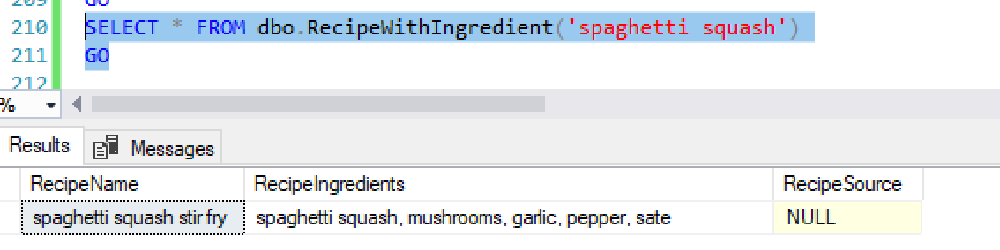 209 GO
210 SELECT * FROM dbo.RecipeWithIngredient('spaghetti squash')
211 GO
212
%
Results Messages
RecipeName RecipeIngredients RecipeSource
spaghetti squash stir fry spaghetti squash, mushrooms, garlic, pepper, sate NULL